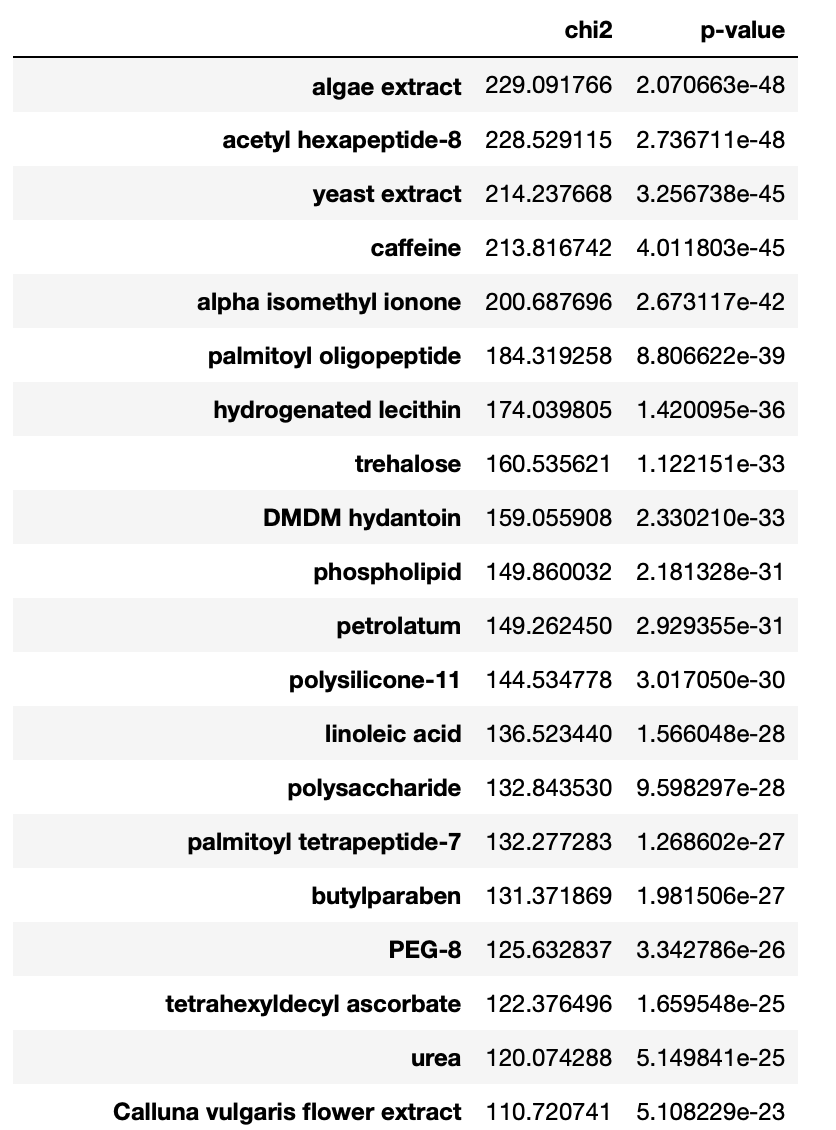 chi2 p-value
algae extract 229.091766 2.070663e-48
acetyl hexapeptide-8 228.529115 2.736711e-48
yeast extract 214.237668 3.256738e-45
caffeine 213.816742 4.011803e-45
alpha isomethyl ionone 200.687696 2.673117e-42
palmitoyl oligopeptide 184.319258 8.806622e-39
hydrogenated lecithin 174.039805 1.420095e-36
trehalose 160.535621 1.122151e-33
DMDM hydantoin 159.055908 2.330210e-33
phospholipid 149.860032 2.181328e-31
petrolatum 149.262450 2.929355e-31
polysilicone-11 144.534778 3.017050e-30
linoleic acid 136.523440 1.566048e-28
polysaccharide 132.843530 9.598297e-28
palmitoyl tetrapeptide-7 132.277283 1.268602e-27
butylparaben 131.371869 1.981506e-27
PEG-8 125.632837 3.342786e-26
tetrahexyldecyl ascorbate 122.376496 1.659548e-25
urea 120.074288 5.149841e-25
Calluna vulgaris flower extract 110.720741 5.108229e-23